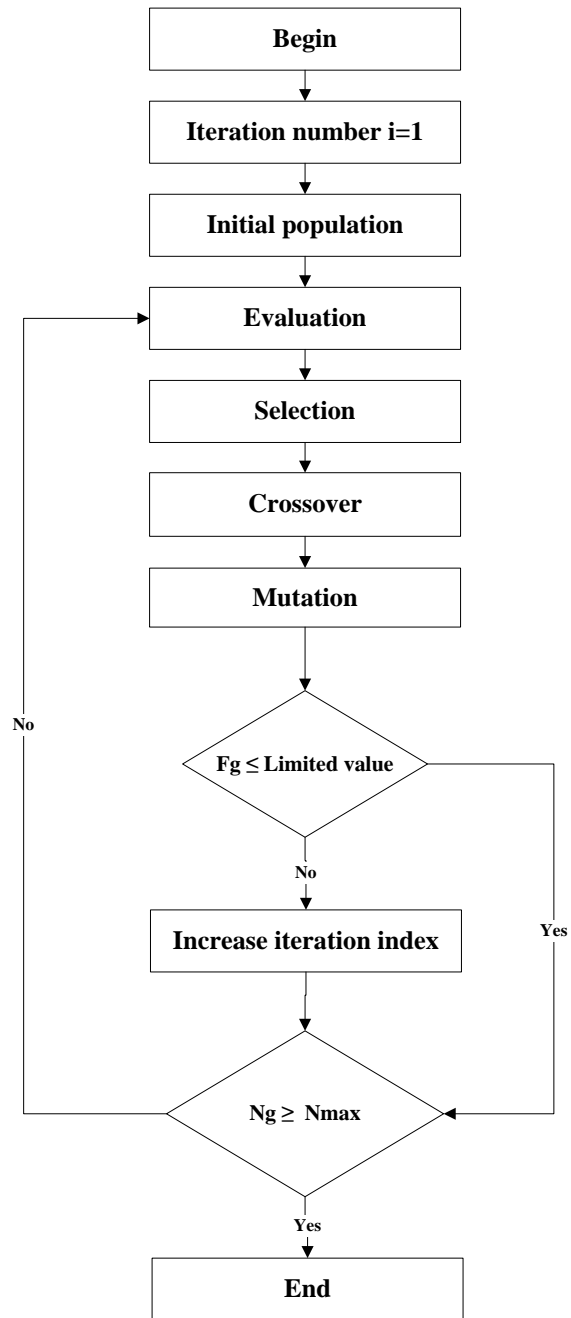 Begin
Iteration number i=1
Initial population
Evaluation
Selection
Crossover
Mutation
No
Fg ≤ Limited value
No
Increase iteration index
Yes
Ng ≥ Nmax
Yes
End